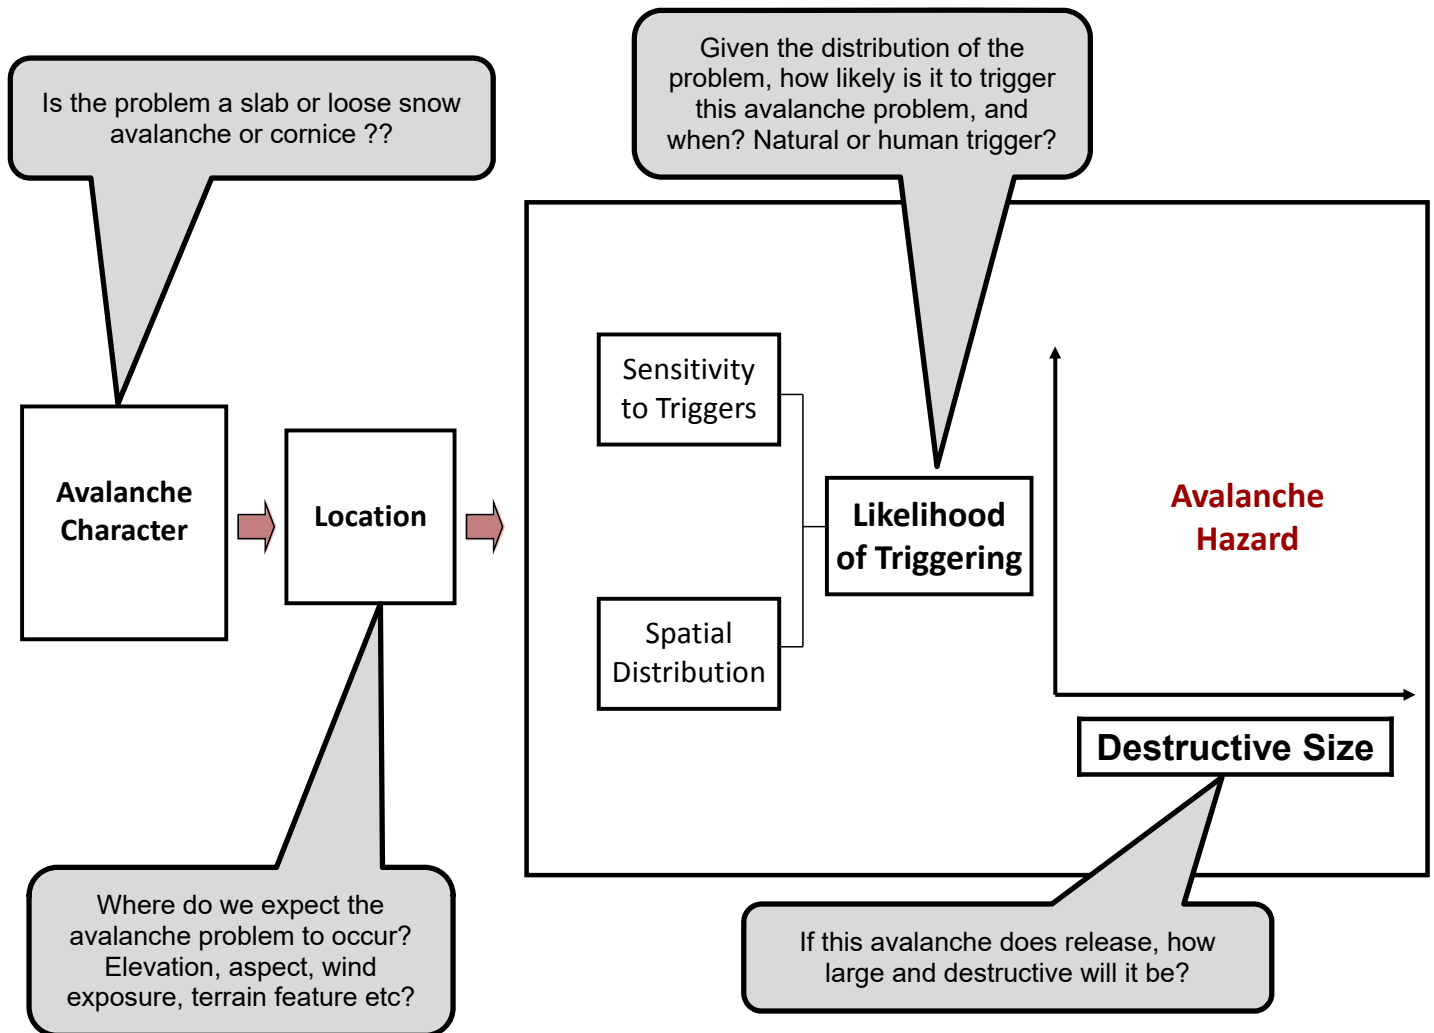 Is the problem a slab or loose snow
avalanche or cornice ??
Given the distribution of the
problem, how likely is it to trigger
this avalanche problem, and
when? Natural or human trigger?
Avalanche
Character
Location
Sensitivity
to Triggers
Spatial
Distribution
Likelihood
of Triggering
Avalanche
Hazard
Destructive Size
Where do we expect the
avalanche problem to occur?
Elevation, aspect, wind
exposure, terrain feature etc?
If this avalanche does release, how
large and destructive will it be?